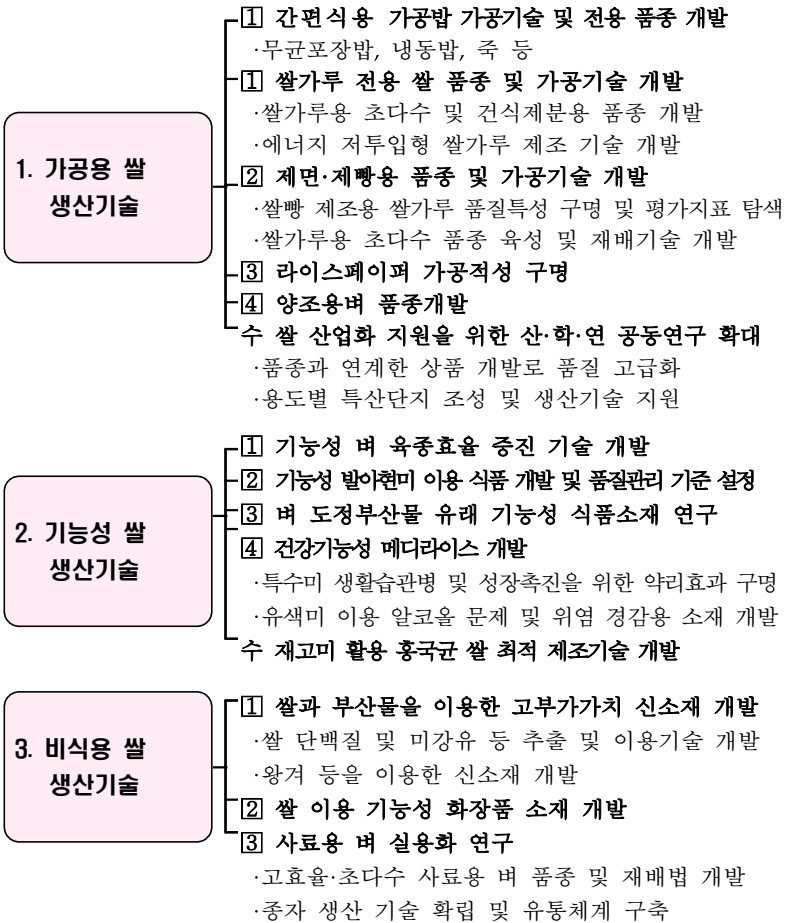 1 간편식용 가공밥 가공기술 및 전용 품종 개발
·무균포장밥, 냉동밥, 죽 등
1 쌀가루 전용 쌀 품종 및 가공기술 개발
·쌀가루용 초다수 및 건식제분용 품종 개발
·에너지 저투입형 쌀가루 제조 기술 개발
1. 가공용 쌀
생산기술
2 제면·제빵용 품종 및 가공기술 개발
·쌀빵 제조용 쌀가루 품질특성 구명 및 평가지표 탐색
·쌀가루용 초다수 품종 육성 및 재배기술 개발
3 라이스페이퍼 가공적성 구명
4 양조용벼 품종개발
수 쌀 산업화 지원을 위한 산·학·연 공동연구 확대
·품종과 연계한 상품 개발로 품질 고급화
·용도별 특산단지 조성 및 생산기술 지원
1 기능성 벼 육종효율 증진 기술 개발
2 기능성 발아현미 이용 식품 개발 및 품질관리 기준 설정
2. 기능성 쌀
생산기술
3 벼 도정부산물 유래 기능성 식품소재 연구
4 건강기능성 메디라이스 개발
·특수미 생활습관병 및 성장촉진을 위한 약리효과 구명
·유색미 이용 알코올 문제 및 위염 경감용 소재 개발
수 재고미 활용 홍국균 쌀 최적 제조기술 개발
1 쌀과 부산물을 이용한 고부가가치 신소재 개발
3. 비식용 쌀
생산기술
·쌀 단백질 및 미강유 등 추출 및 이용기술 개발
·왕겨 등을 이용한 신소재 개발
2 쌀 이용 기능성 화장품 소재 개발
3 사료용 벼 실용화 연구
·고효율·초다수 사료용 벼 품종 및 재배법 개발
·종자 생산 기술 확립 및 유통체계 구축